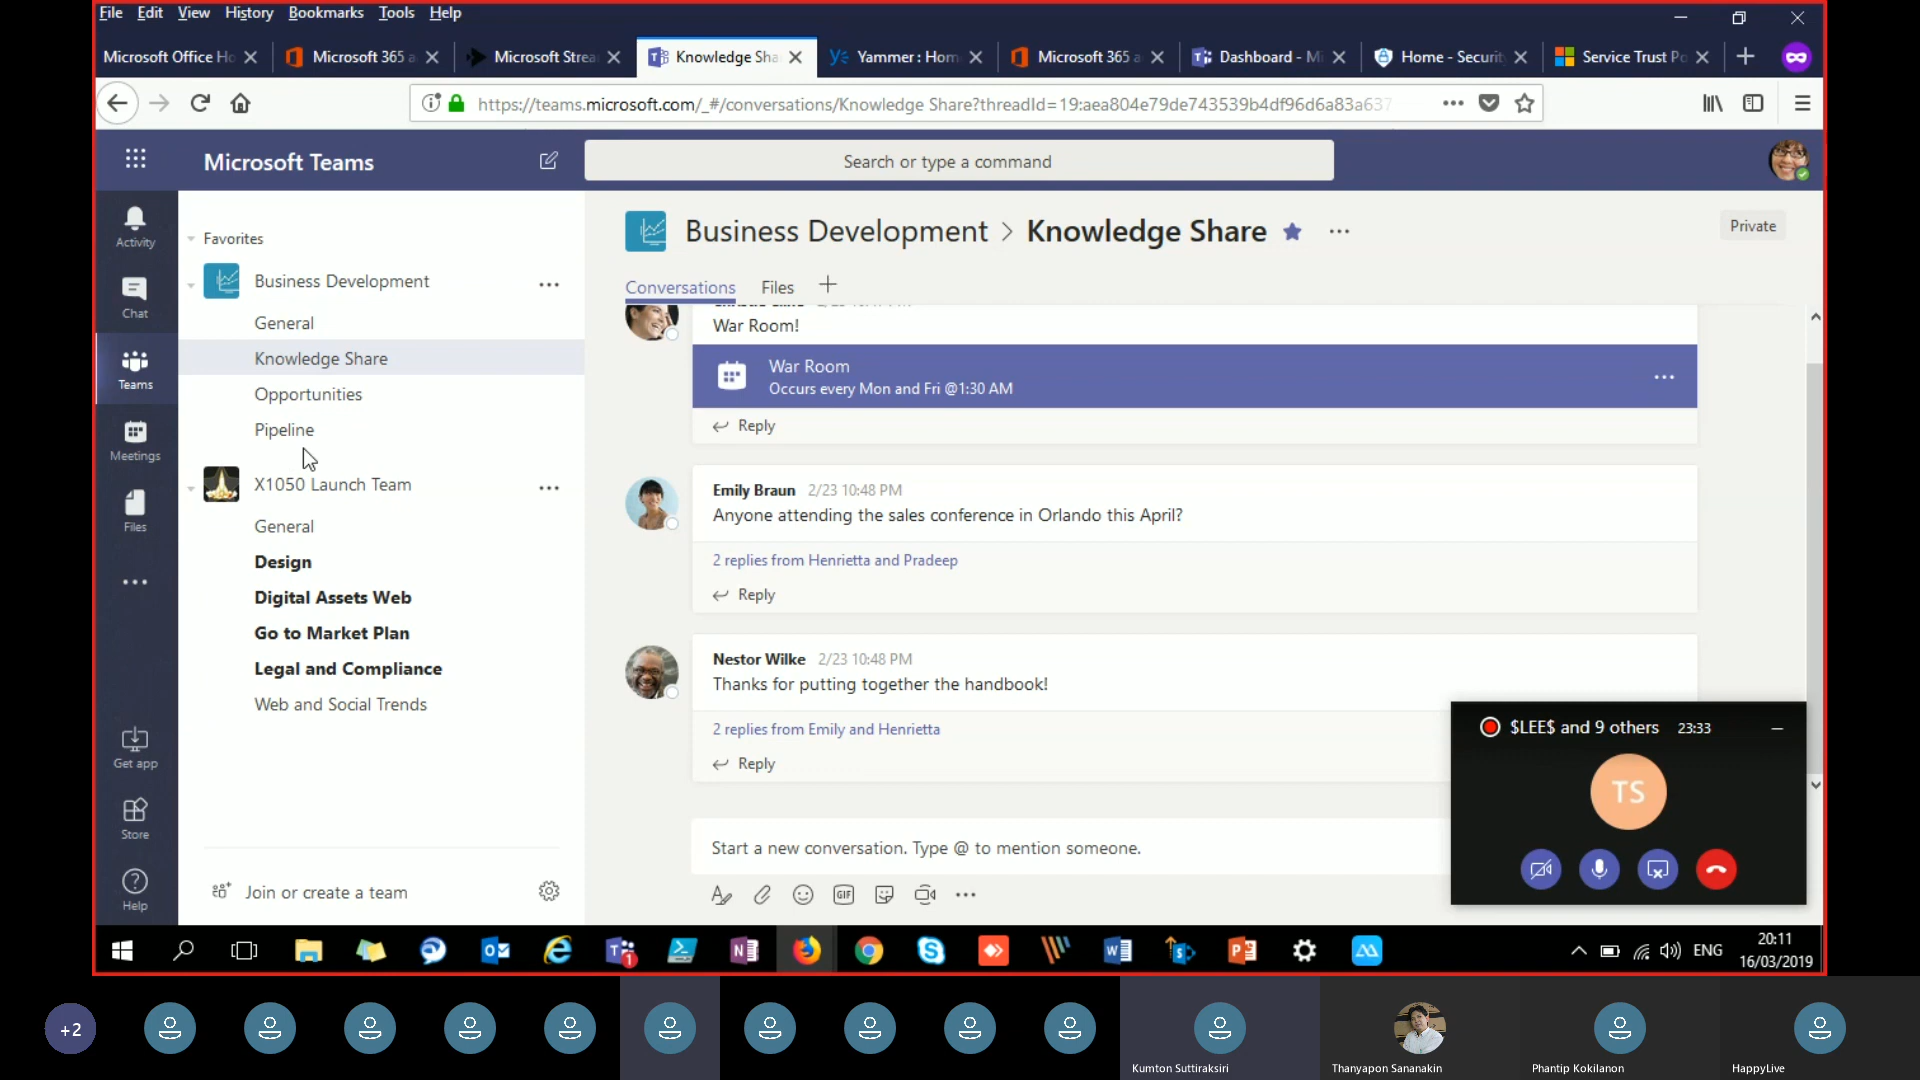 File Edit View History Bookmarks Tools Help
Microsoft Office Ho
Microsoft 365 a
Microsoft Strea
Knowledge Sha
Yammer : Hom
Microsoft 365 a
Dashboard - Mi
Home - Securit
Service Trust Po
https://teams.microsoft.com/_#/conversations/Knowledge Share?threadId=19:aea804e79de743539b4df96d6a83a637
Microsoft Teams
Search or type a command
Activity
Chat
Teams
Meetings
Files
Get app
Store
Help
Favorites
Business Development
General
Knowledge Share
Opportunities
Pipeline
X1050 Launch Team
General
Design
Digital Assets Web
Go to Market Plan
Legal and Compliance
Web and Social Trends
Join or create a team
Business Development > Knowledge Share
Private
Conversations Files
War Room!
War Room
Occurs every Mon and Fri @1:30 AM
Reply
Emily Braun 2/23 10:48 PM
Anyone attending the sales conference in Orlando this April?
2 replies from Henrietta and Pradeep
Reply
Nestor Wilke 2/23 10:48 PM
Thanks for putting together the handbook!
2 replies from Emily and Henrietta
Reply
Start a new conversation. Type @ to mention someone.
GIF
$LEE$ and 9 others 23:33
TS
ENG
20:11
16/03/2019
+2
Kumton Suttiraksiri
Thanyapon Sananakin
Phantip Kokilanon
HappyLive